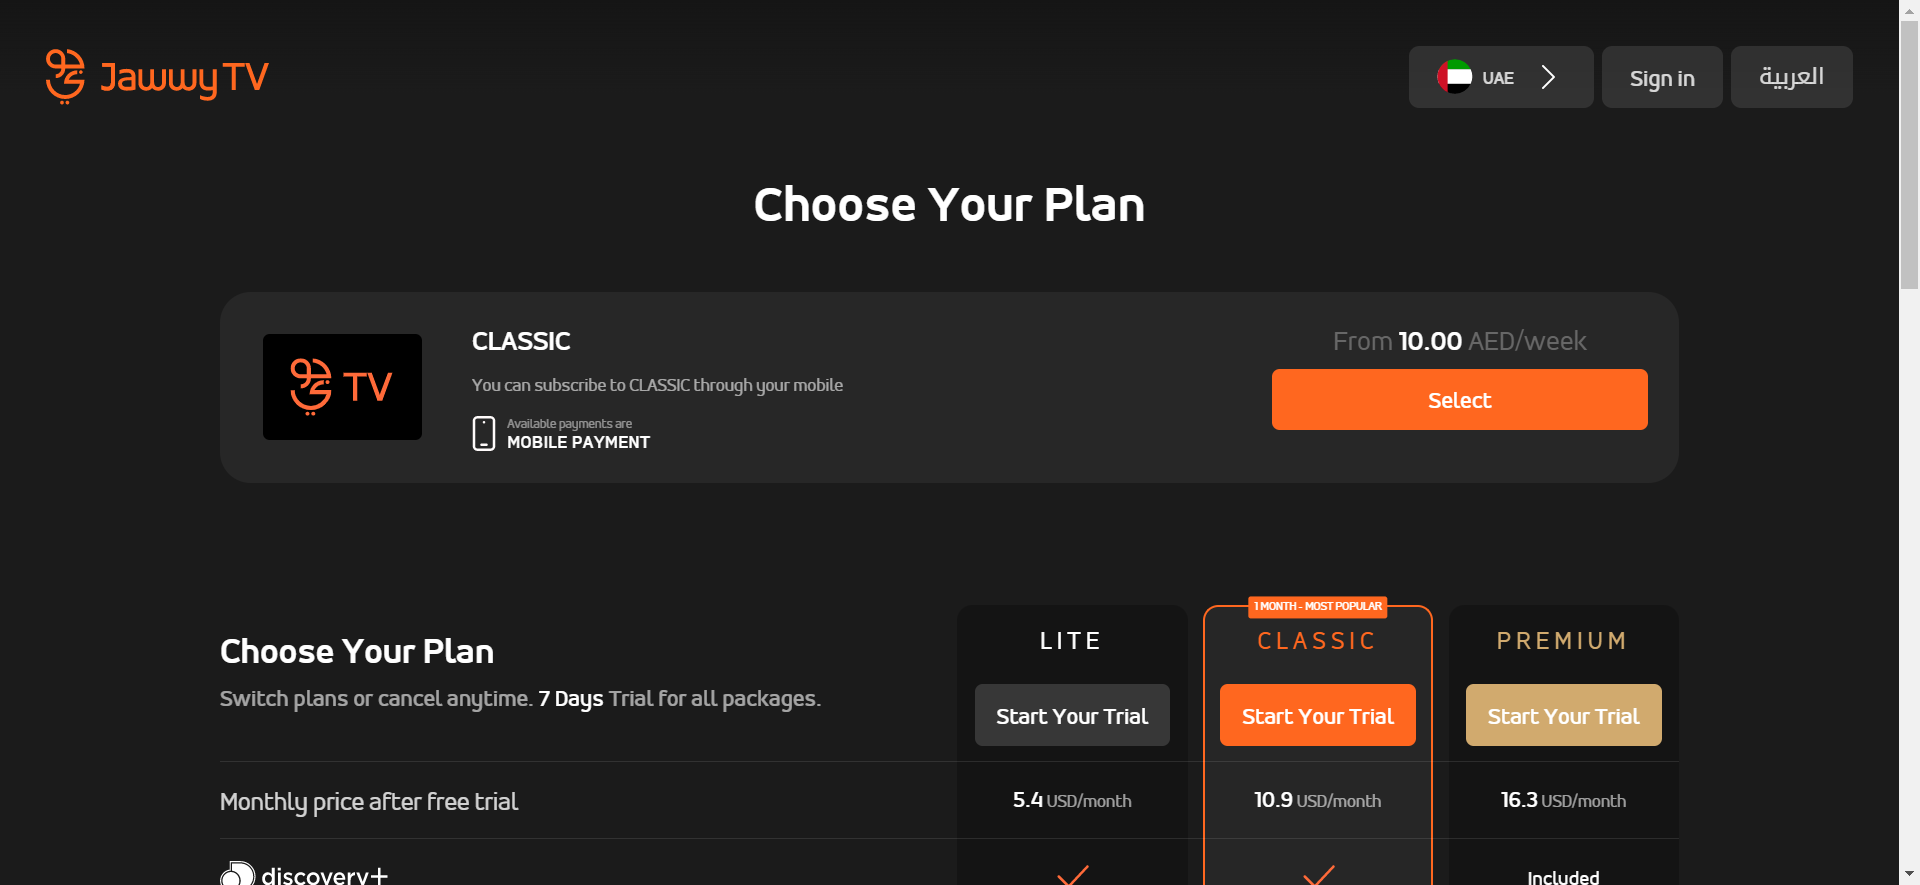 Jawwy TV
UAE
Sign in
العربية
Choose Your Plan
TV
CLASSIC
You can subscribe to CLASSIC through your mobile
Available payments are
MOBILE PAYMENT
From 10.00 AED/week
Select
Choose Your Plan
Switch plans or cancel anytime. 7 Days Trial for all packages.
LITE
Start Your Trial
1 MONTH - MOST POPULAR
CLASSIC
Start Your Trial
PREMIUM
Start Your Trial
Monthly price after free trial
5.4 USD/month
10.9 USD/month
16.3 USD/month
discovery+
Included